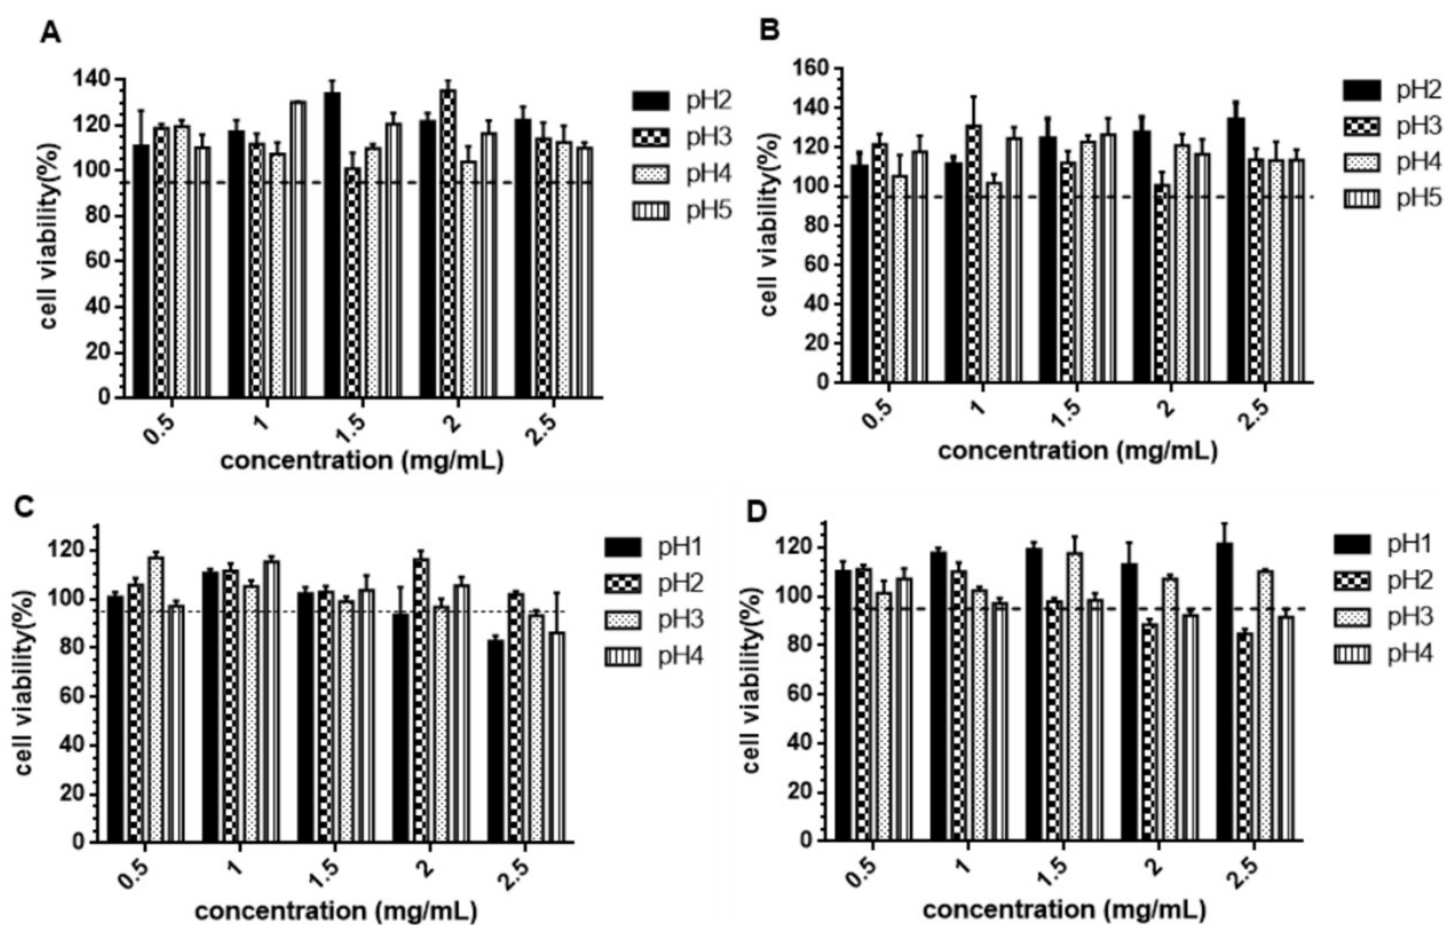 A
cell viability(%)
140
120
100
80
60
40
20
0
0.5
1
1.5
2
2.5
concentration (mg/mL)
pH2
pH3
pH4
pH5
B
cell viability(%)
160
140
120
100
80
60
40
20
0
0.5
1
1.5
2
2.5
concentration (mg/mL)
pH2
pH3
pH4
pH5
C
cell viability(%)
120
100
80
60
40
20
0
0.5
1
1.5
2
2.5
concentration (mg/mL)
pH1
pH2
pH3
pH4
D
cell viability(%)
120
100
80
60
40
20
0
0.5
1
1.5
2
2.5
concentration (mg/mL)
pH1
pH2
pH3
pH4